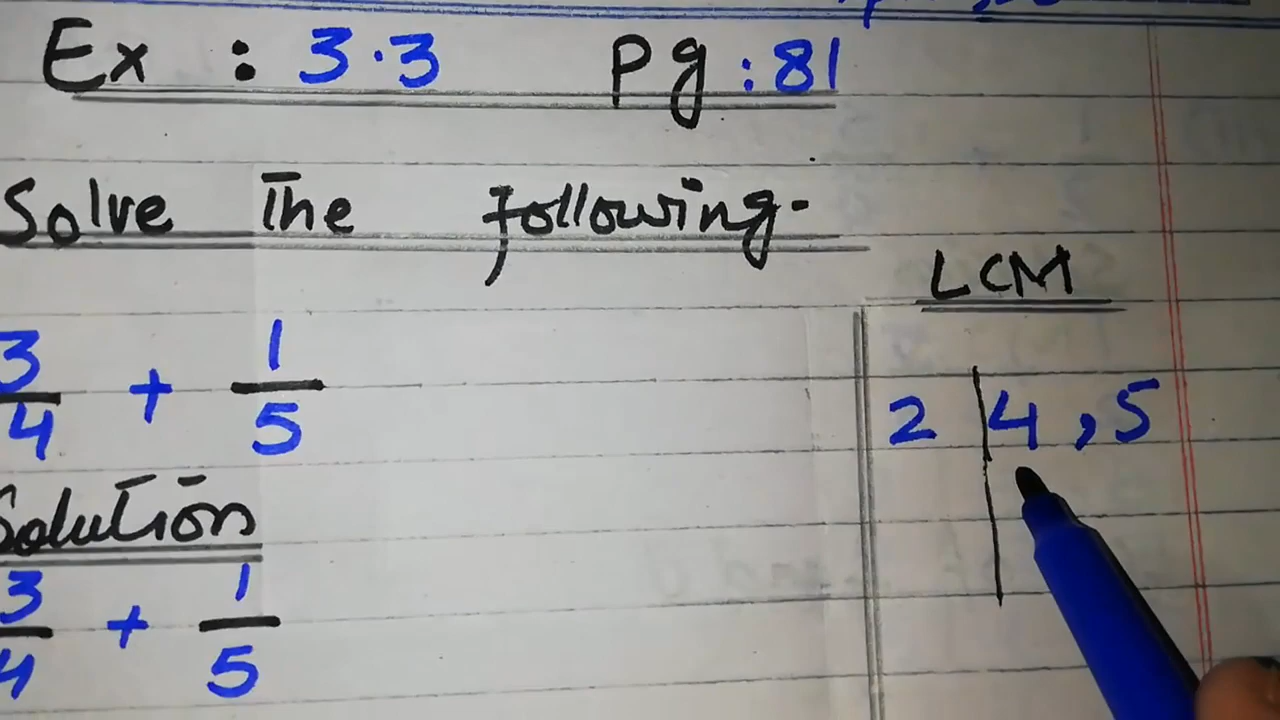 Ex : 3.3 Pg : 81
Solve The following.
LCM
3/4 + 1/5
2 | 4 , 5
Solution
3/4 + 1/5